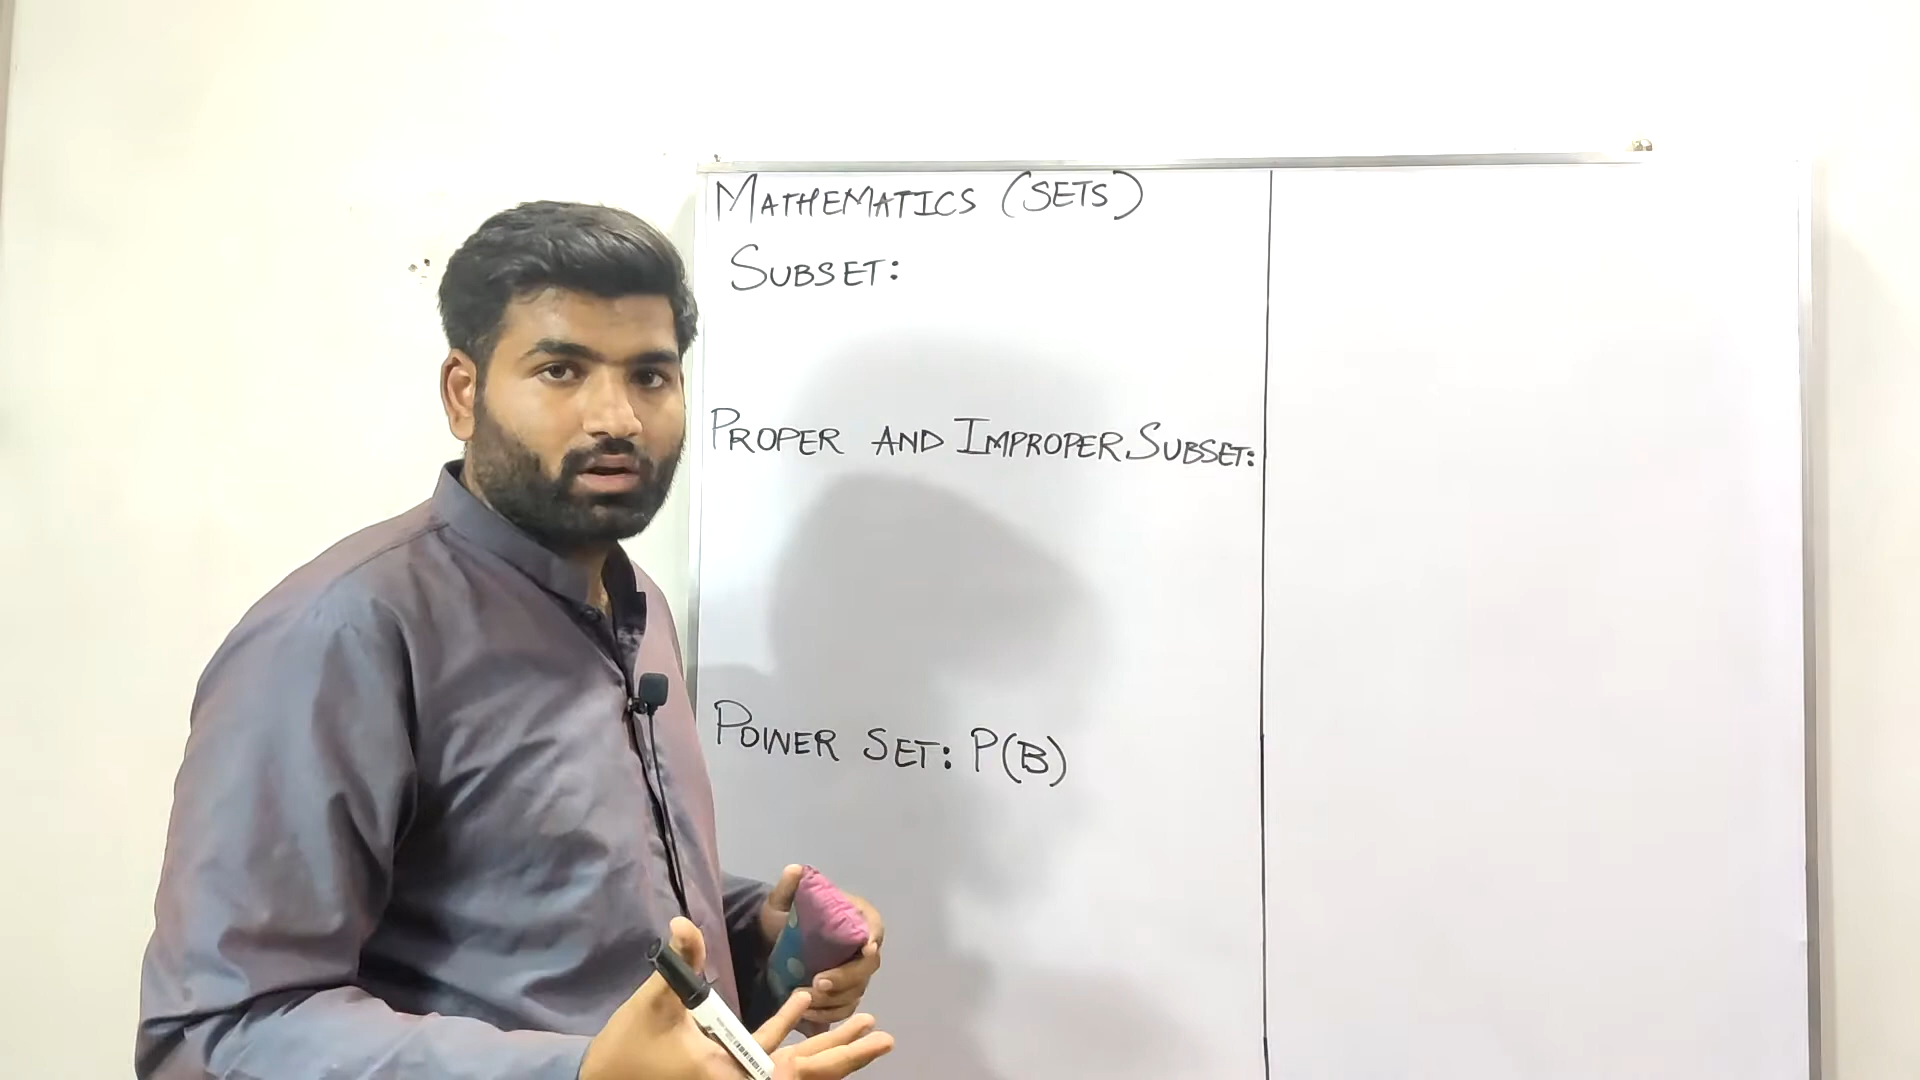 MATHEMATICS (SETS)
SUBSET:
PROPER AND IMPROPER SUBSET:
POWER SET: P(B)